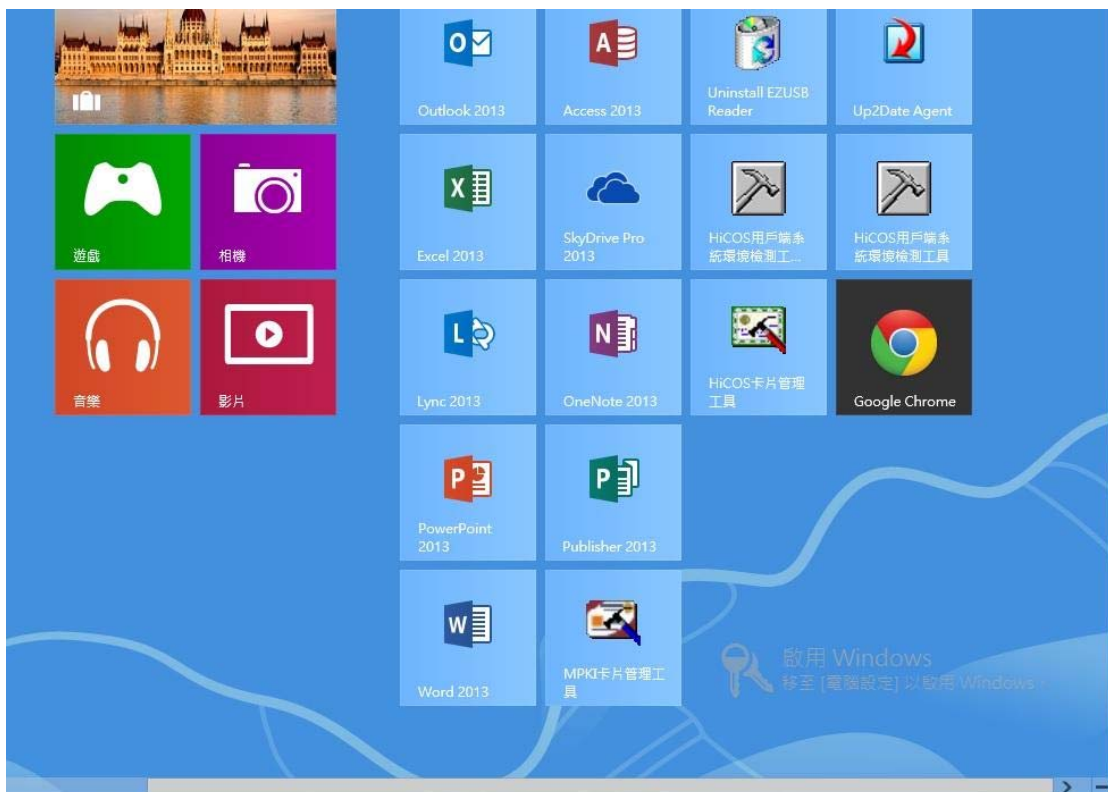 Outlook 2013
Access 2013
Uninstall EZUSB
Reader
Up2Date Agent
遊戲
相機
Excel 2013
SkyDrive Pro
2013
HiCOS用戶端系
統環境檢測工...
HiCOS用戶端系
統環境檢測工具
音樂
影片
Lync 2013
OneNote 2013
HiCOS卡片管理
工具
Google Chrome
PowerPoint
2013
Publisher 2013
Word 2013
MPKI卡片管理工
具
啟用 Windows
移至 [電腦設定] 以啟用 Windows。